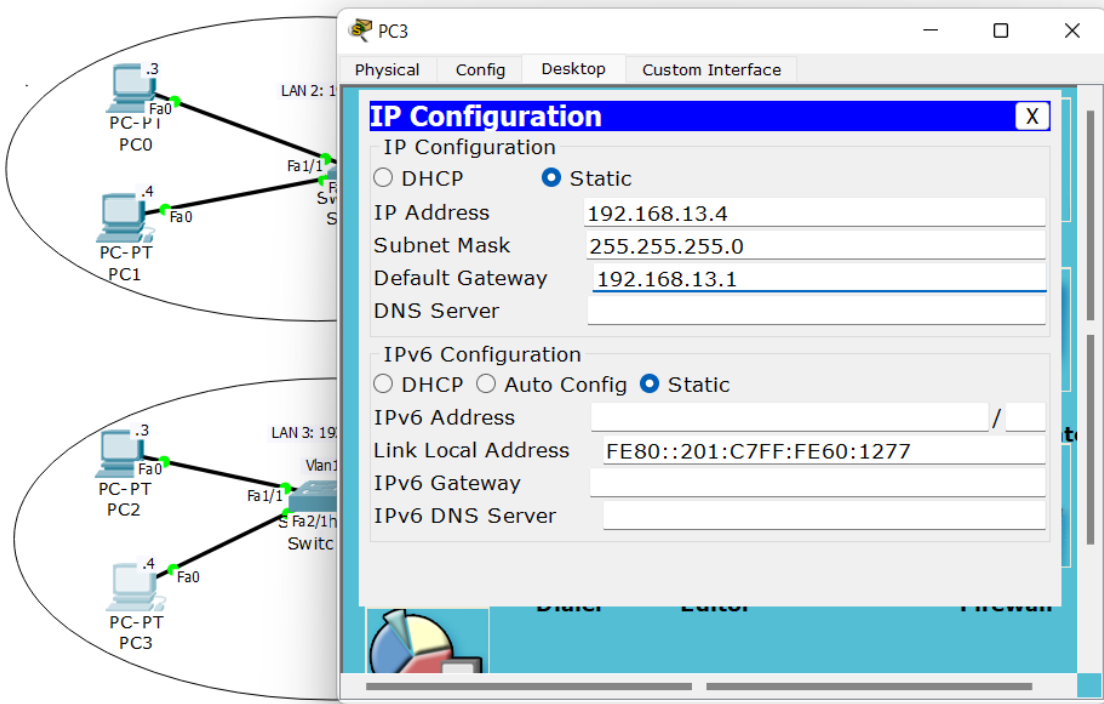 PC3
Physical Config Desktop Custom Interface
IP Configuration X
IP Configuration
DHCP Static
IP Address 192.168.13.4
Subnet Mask 255.255.255.0
Default Gateway 192.168.13.1
DNS Server
IPv6 Configuration
DHCP Auto Config Static
IPv6 Address /
Link Local Address FE80::201:C7FF:FE60:1277
IPv6 Gateway
IPv6 DNS Server
.3
LAN 2:
Fa0
PC-PT
PC0
Fa1/1
.4
Fa0
PC-PT
PC1
.3
LAN 3:
Fa0
Vlan1
PC-PT
PC2
Fa1/1
Fa2/1
.4
Fa0
PC-PT
PC3